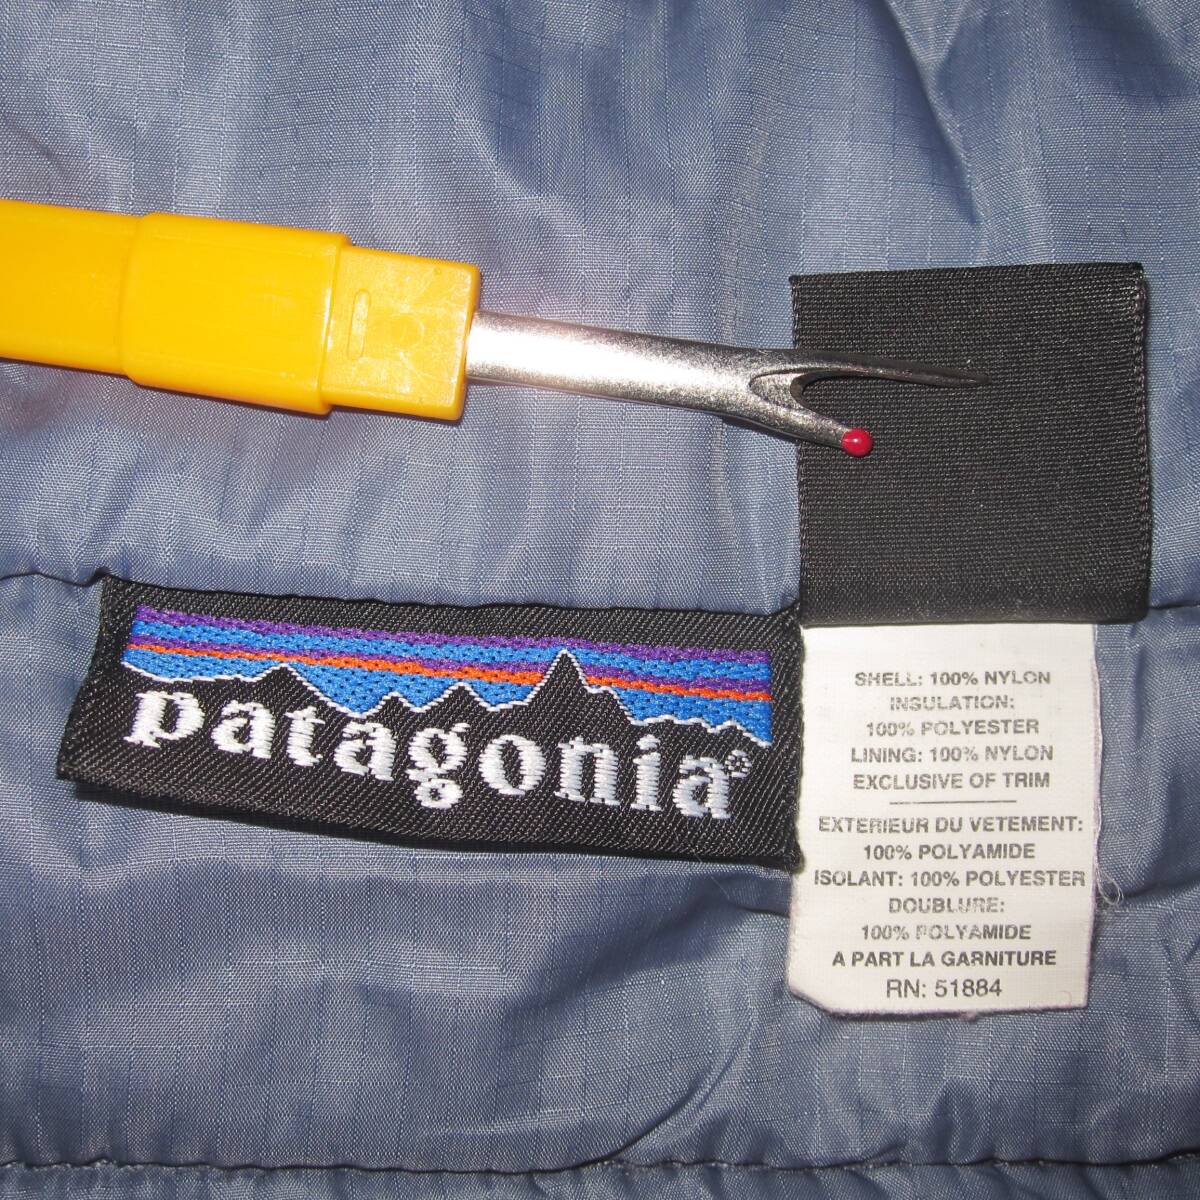 patagonia®
SHELL: 100% NYLON
INSULATION:
100% POLYESTER
LINING: 100% NYLON
EXCLUSIVE OF TRIM
EXTERIEUR DU VETEMENT:
100% POLYAMIDE
ISOLANT: 100% POLYESTER
DOUBLURE:
100% POLYAMIDE
A PART LA GARNITURE
RN: 51884